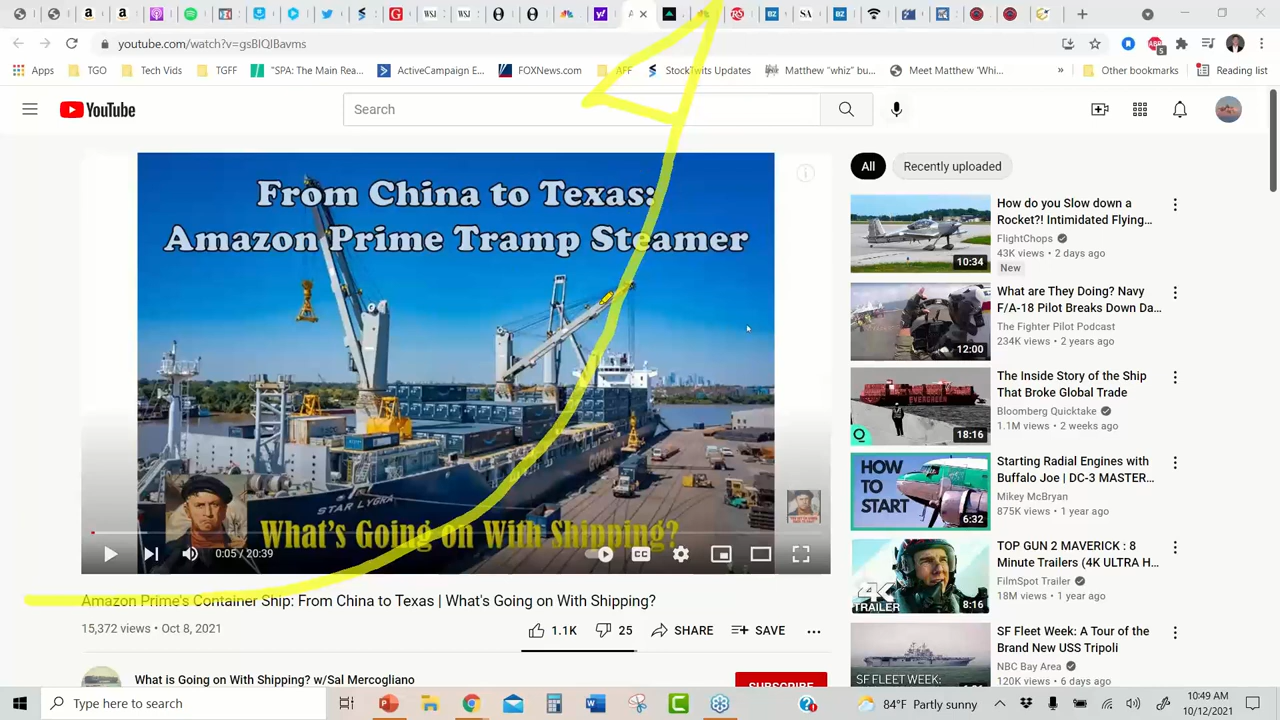 youtube.com/watch?v=gsBIQIBavms
Apps
TGO
Tech Vids
TGFF
"SPA: The Main Rea...
ActiveCampaign E...
FOXNews.com
AFF
StockTwits Updates
Matthew "whiz" bu...
Meet Matthew 'Whi...
»
Other bookmarks
Reading list
YouTube
Search
From China to Texas:
Amazon Prime Tramp Steamer
STAR LYGRA
What's Going on With Shipping?
0:05 / 20:39
CC
Amazon Prime's Container Ship: From China to Texas | What's Going on With Shipping?
15,372 views • Oct 8, 2021
1.1K
25
SHARE
SAVE
What is Going on With Shipping? w/Sal Mercogliano
SUBSCRIBE
All
Recently uploaded
How do you Slow down a
Rocket?! Intimidated Flying...
FlightChops
43K views • 2 days ago
New
10:34
What are They Doing? Navy
F/A-18 Pilot Breaks Down Da...
The Fighter Pilot Podcast
234K views • 2 years ago
12:00
The Inside Story of the Ship
That Broke Global Trade
Bloomberg Quicktake
1.1M views • 2 weeks ago
EVERGREEN
18:16
Starting Radial Engines with
Buffalo Joe | DC-3 MASTER...
Mikey McBryan
875K views • 1 year ago
HOW
TO
START
6:32
TOP GUN 2 MAVERICK : 8
Minute Trailers (4K ULTRA H...
FilmSpot Trailer
18M views • 1 year ago
4K
TRAILER
8:16
SF Fleet Week: A Tour of the
Brand New USS Tripoli
NBC Bay Area
120K views • 6 days ago
SF FLEET WEEK:
Type here to search
84°F Partly sunny
10:49 AM
10/12/2021